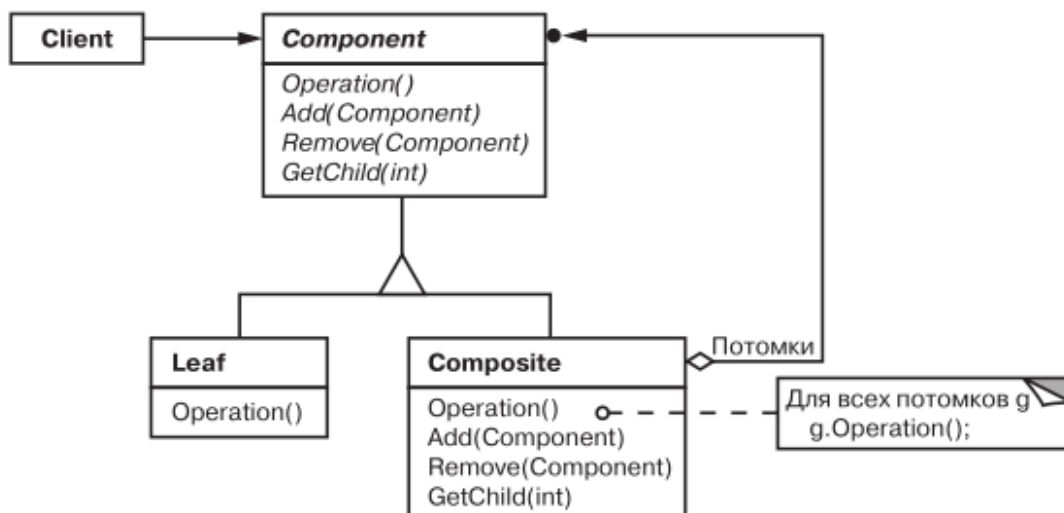 Client
Component
Operation()
Add(Component)
Remove(Component)
GetChild(int)
Leaf
Operation()
Composite
Operation()
Add(Component)
Remove(Component)
GetChild(int)
Потомки
Для всех потомков g
g.Operation();